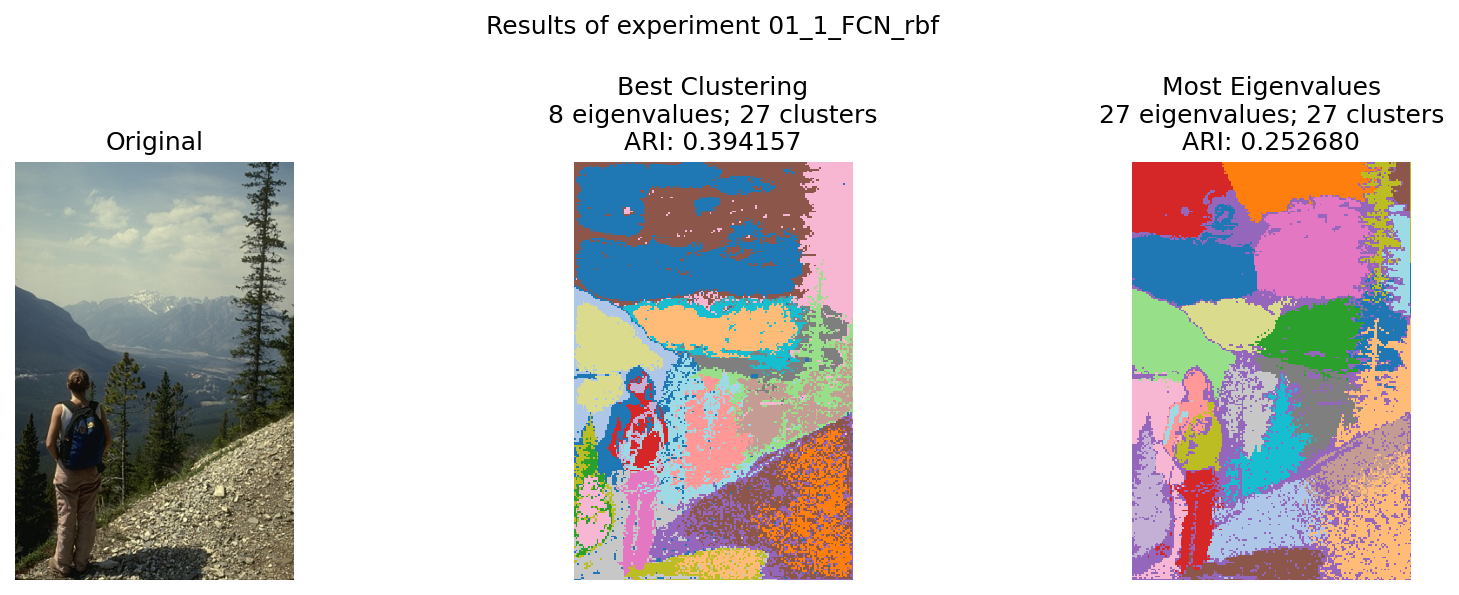 Results of experiment 01_1_FCN_rbf
Original
Best Clustering
8 eigenvalues; 27 clusters
ARI: 0.394157
Most Eigenvalues
27 eigenvalues; 27 clusters
ARI: 0.252680